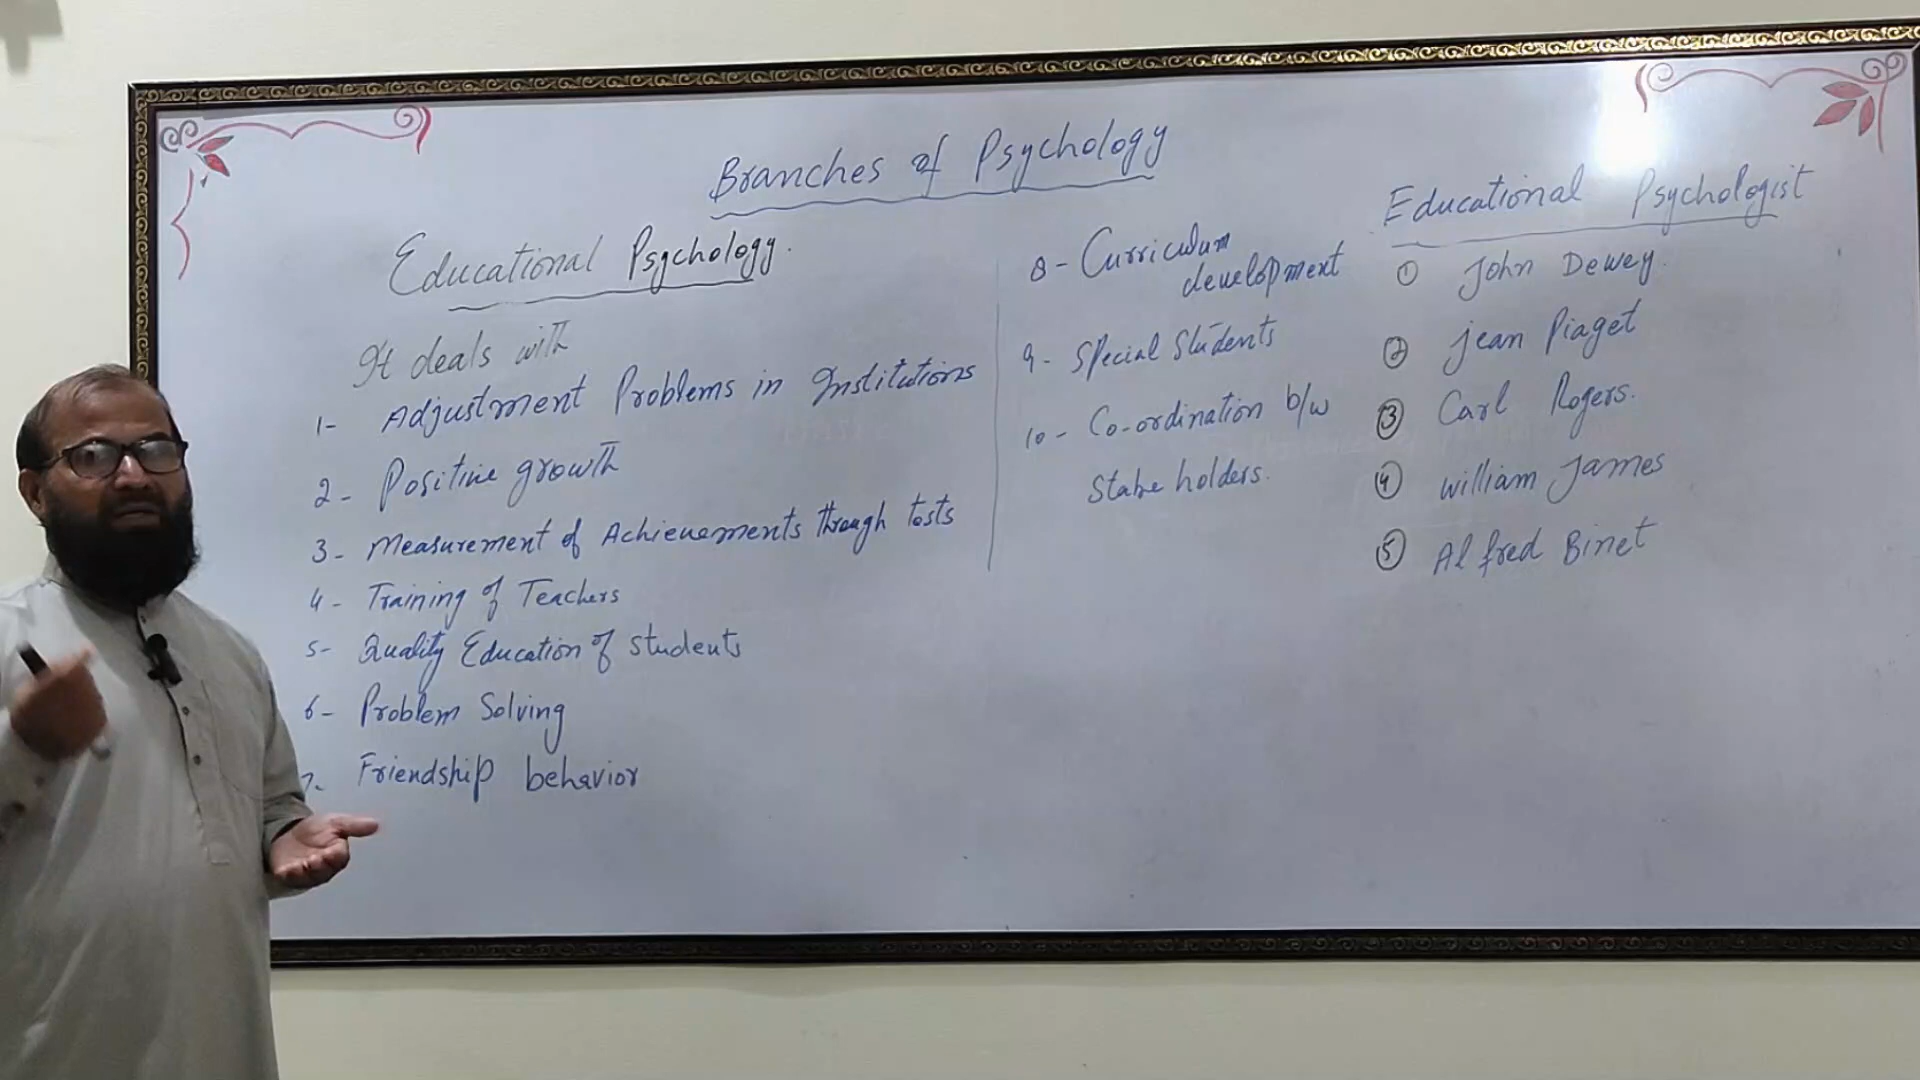 Branches of Psychology
Educational Psychology.
It deals with
1- Adjustment Problems in Institutions
2- Positive growth
3- Measurement of Achievements through tests
4- Training of Teachers
5- Quality Education of students
6- Problem Solving
7- Friendship behavior
8- Curriculum
development
9- Special Students
10- Co-ordination b/w
Stake holders.
Educational Psychologist
① John Dewey.
② Jean Piaget
③ Carl Rogers.
④ William James
⑤ Alfred Binet